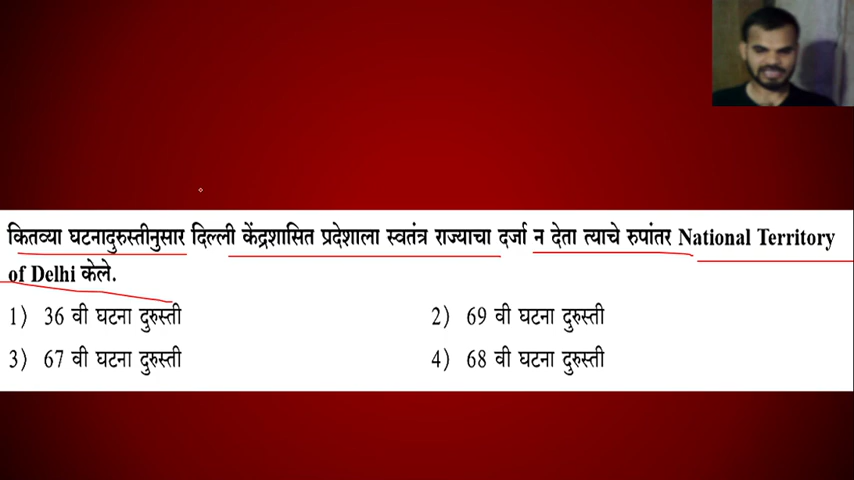 कितव्या घटनादुरुस्तीनुसार दिल्ली केंद्रशासित प्रदेशाला स्वतंत्र राज्याचा दर्जा न देता त्याचे रुपांतर National Territory
of Delhi केले.
1) 36 वी घटना दुरुस्ती 2) 69 वी घटना दुरुस्ती
3) 67 वी घटना दुरुस्ती 4) 68 वी घटना दुरुस्ती